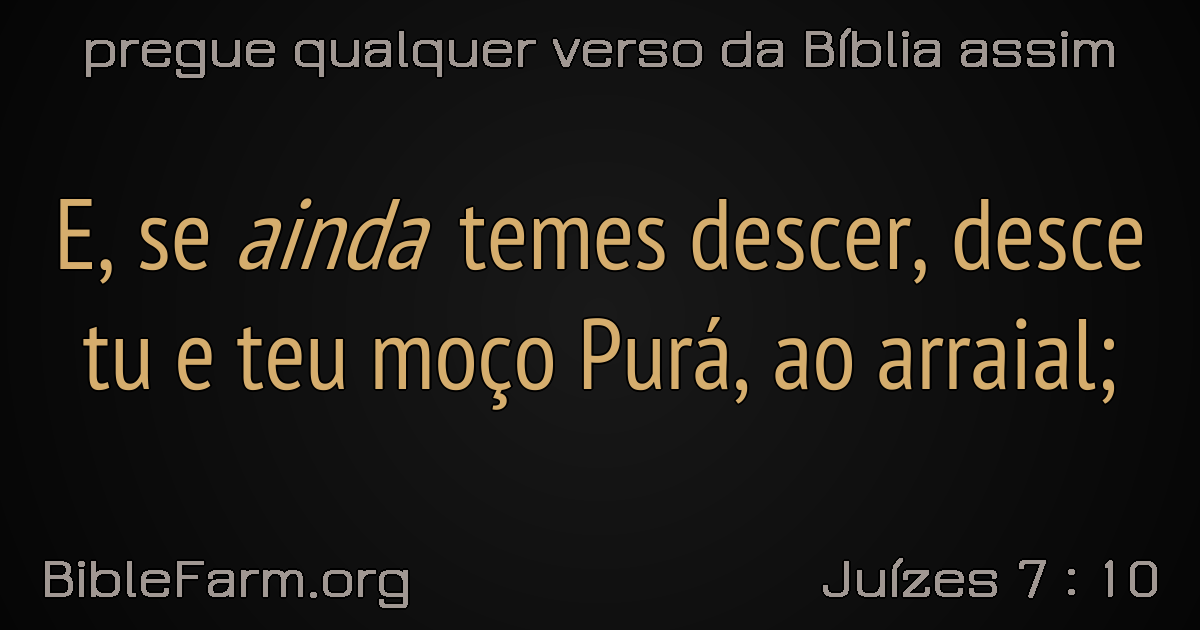 pregue qualquer verso da Bíblia assim
E, se ainda temes descer, desce
tu e teu moço Purá, ao arraial;
BibleFarm.org
Juízes 7 : 10